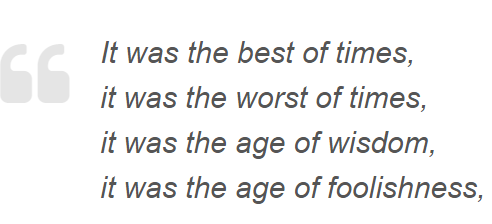 It was the best of times,
it was the worst of times,
it was the age of wisdom,
it was the age of foolishness,